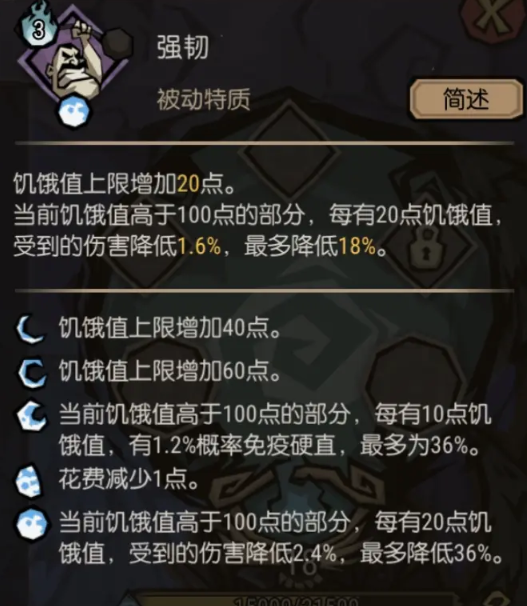 3
强韧
被动特质
简述
饥饿值上限增加20点。
当前饥饿值高于100点的部分，每有20点饥饿值，
受到的伤害降低1.6%，最多降低18%。
饥饿值上限增加40点。
饥饿值上限增加60点。
当前饥饿值高于100点的部分，每有10点饥
饿值，有1.2%概率免疫硬直，最多为36%。
花费减少1点。
当前饥饿值高于100点的部分，每有20点饥
饿值，受到的伤害降低2.4%，最多降低36%。